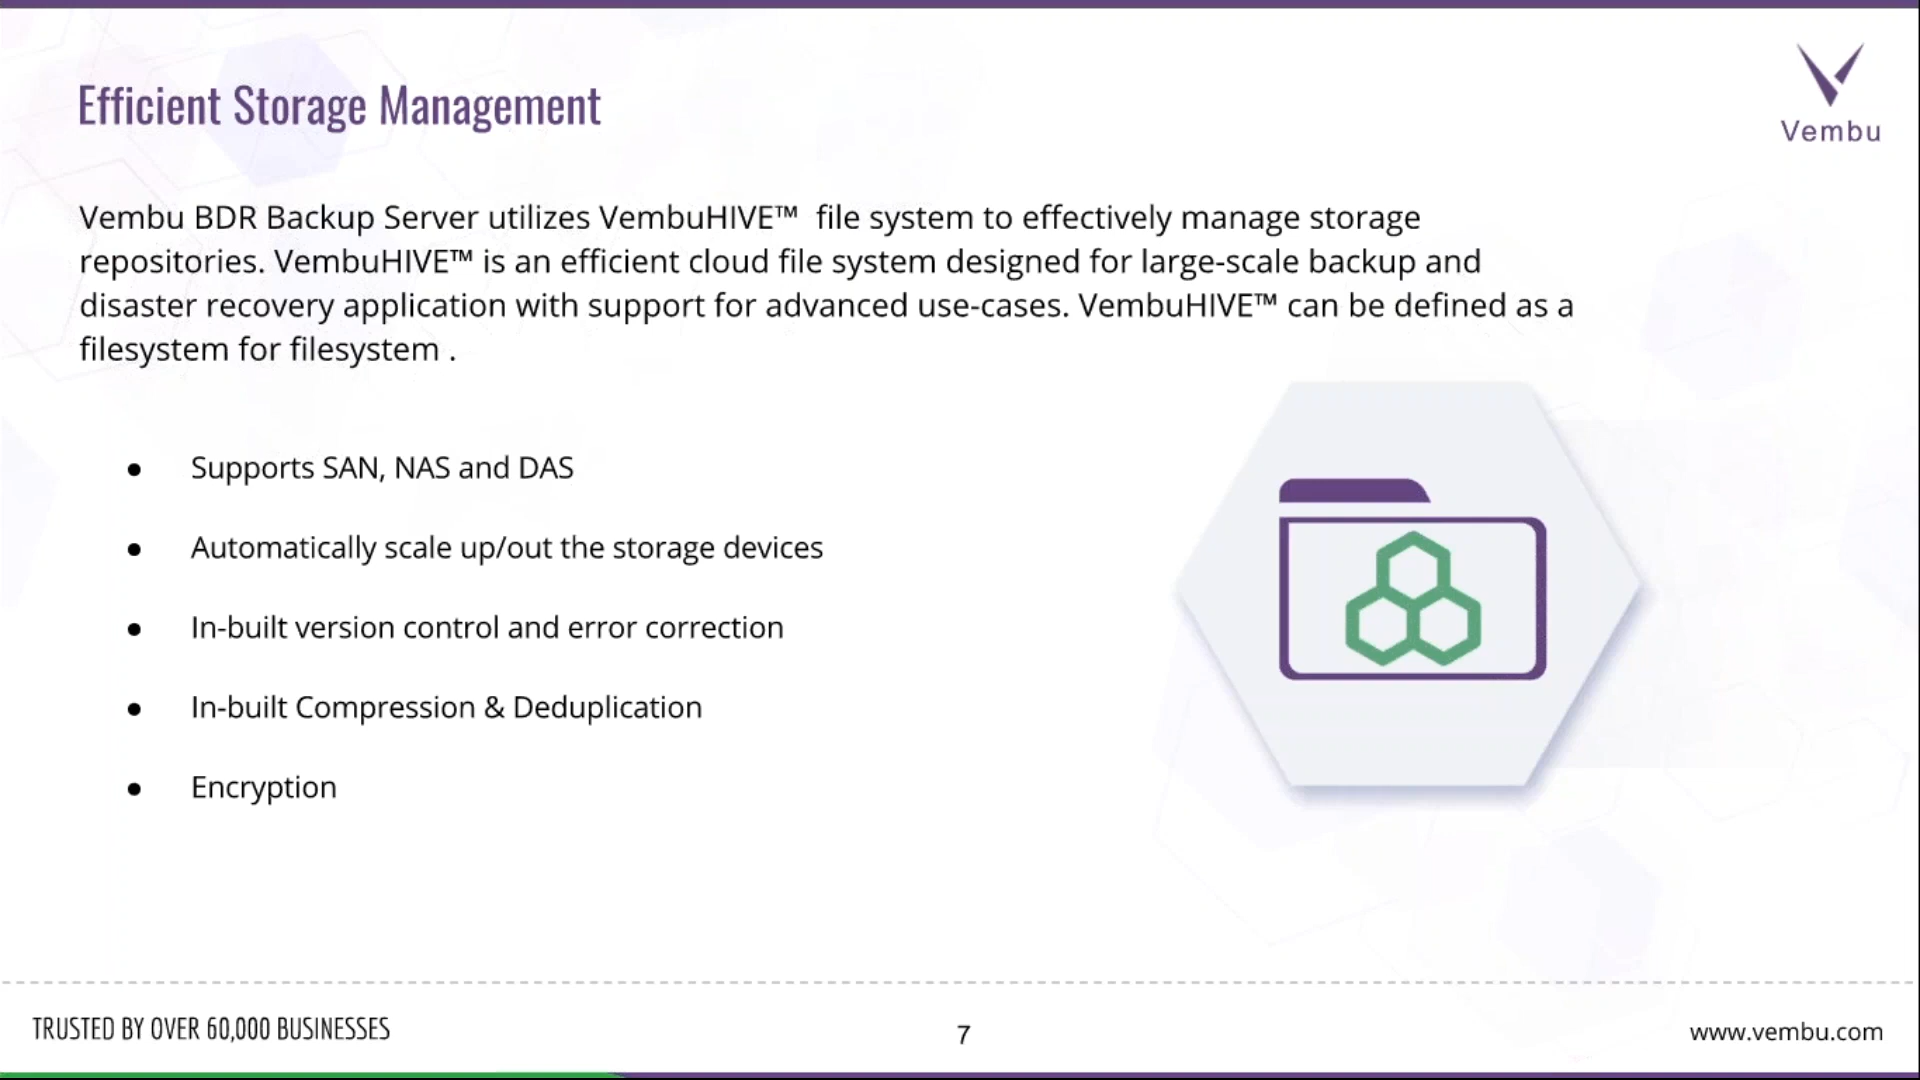 Efficient Storage Management
Vembu
Vembu BDR Backup Server utilizes VembuHIVE™ file system to effectively manage storage
repositories. VembuHIVE™ is an efficient cloud file system designed for large-scale backup and
disaster recovery application with support for advanced use-cases. VembuHIVE™ can be defined as a
filesystem for filesystem .
● Supports SAN, NAS and DAS
● Automatically scale up/out the storage devices
● In-built version control and error correction
● In-built Compression & Deduplication
● Encryption
TRUSTED BY OVER 60,000 BUSINESSES
7
www.vembu.com